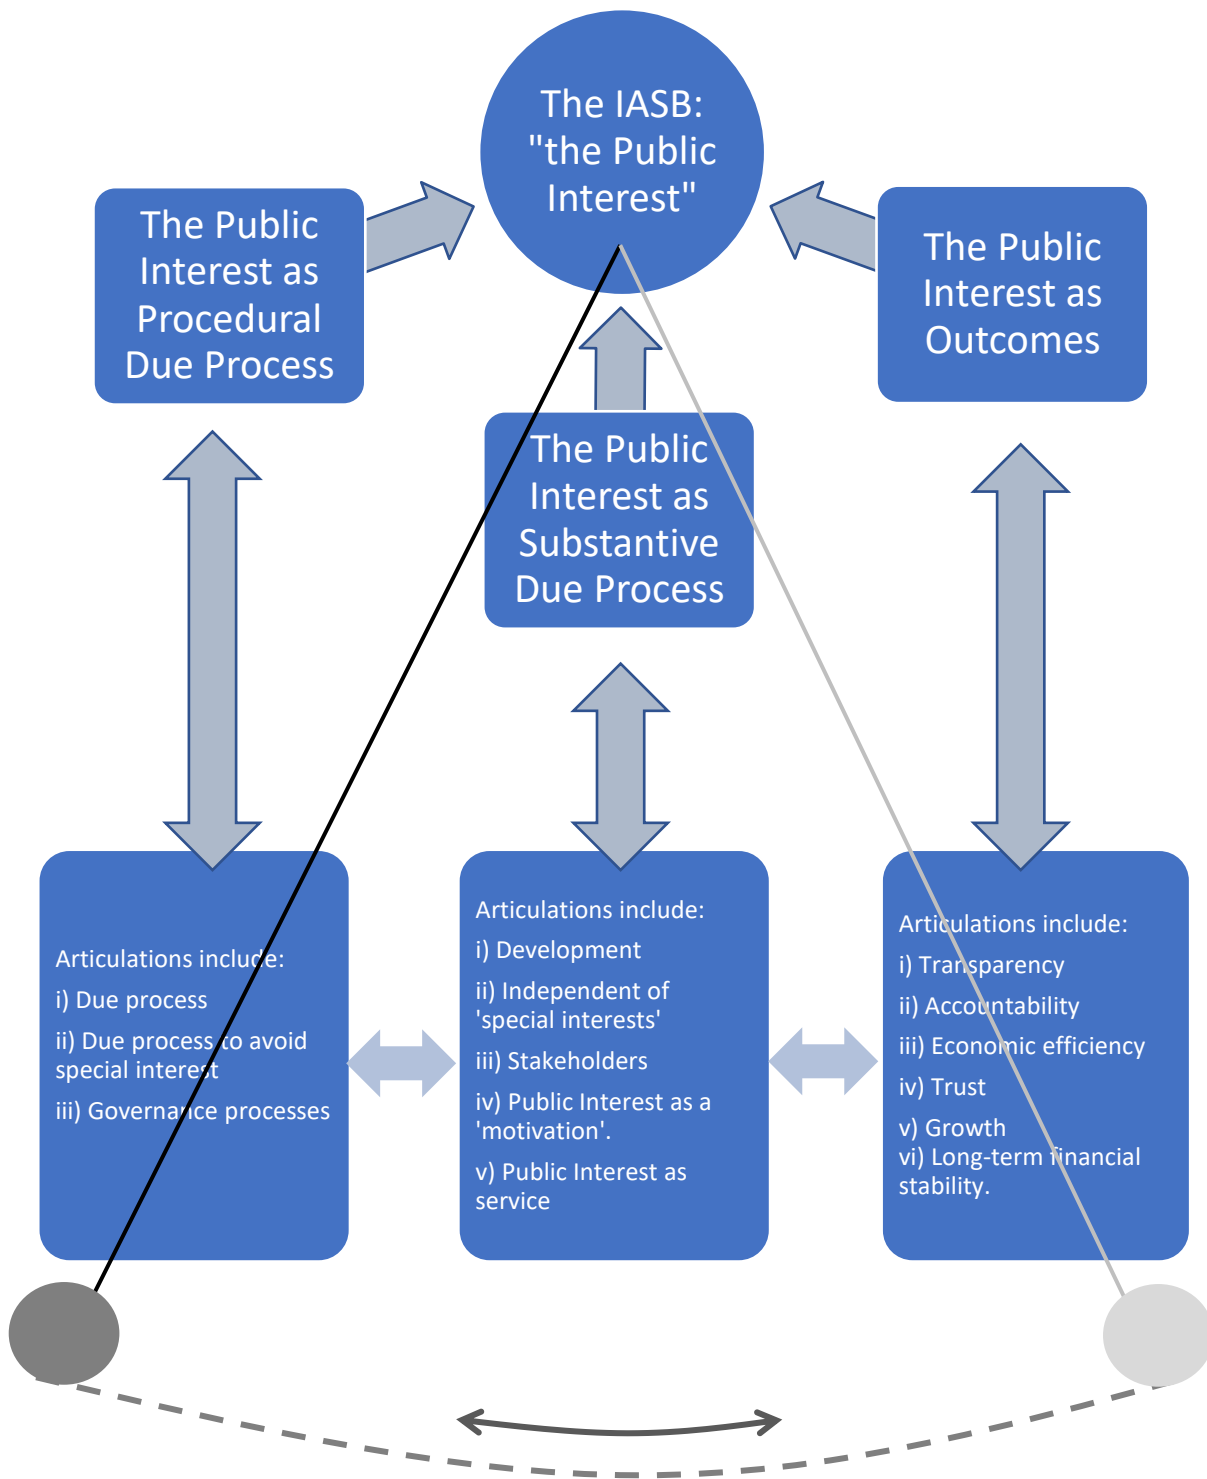 The IASB:
"the Public
Interest"
The Public
Interest as
Procedural
Due Process
The Public
Interest as
Outcomes
The Public
Interest as
Substantive
Due Process
Articulations include:
i) Due process
ii) Due process to avoid
special interest
iii) Governance processes
Articulations include:
i) Development
ii) Independent of
'special interests'
iii) Stakeholders
iv) Public Interest as a
'motivation'.
v) Public Interest as
service
Articulations include:
i) Transparency
ii) Accountability
iii) Economic efficiency
iv) Trust
v) Growth
vi) Long-term financial
stability.